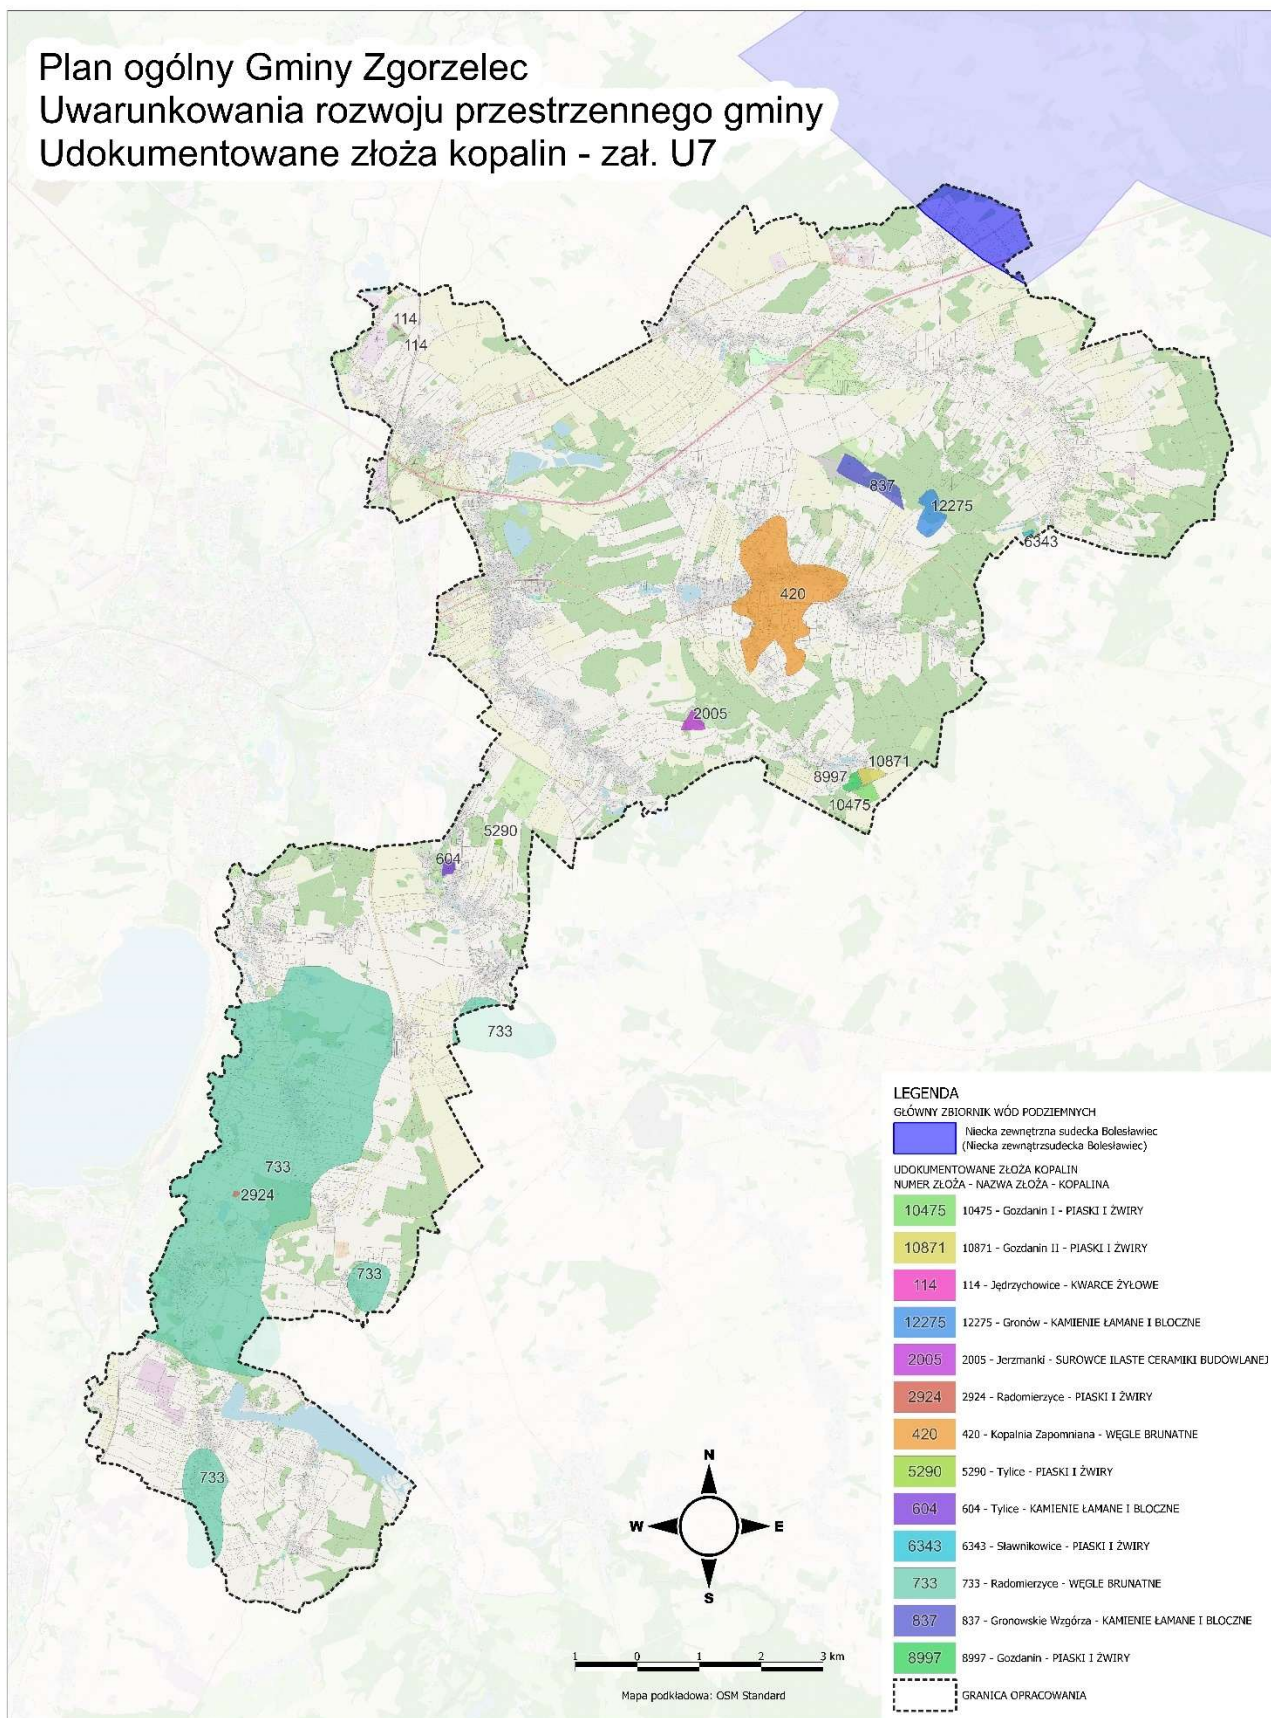 Plan ogólny Gminy Zgorzelec
Uwarunkowania rozwoju przestrzennego gminy
Udokumentowane złoża kopalin - zał. U7
114
114
837
12275
6343
420
2005
10871
8997
10475
5290
604
733
733
2924
733
733
N
W
E
S
1 0 1 2 3 km
Mapa podkładowa: OSM Standard
LEGENDA
GŁÓWNY ZBIORNIK WÓD PODZIEMNYCH
Niecka zewnętrzna sudecka Bolesławiec
(Niecka zewnątrzsudecka Bolesławiec)
UDOKUMENTOWANE ZŁOŻA KOPALIN
NUMER ZŁOŻA - NAZWA ZŁOŻA - KOPALINA
10475 10475 - Gozdanin I - PIASKI I ŻWIRY
10871 10871 - Gozdanin II - PIASKI I ŻWIRY
114 114 - Jędrzychowice - KWARCE ŻYŁOWE
12275 12275 - Gronów - KAMIENIE ŁAMANE I BLOCZNE
2005 2005 - Jerzmanki - SUROWCE ILASTE CERAMIKI BUDOWLANEJ
2924 2924 - Radomierzyce - PIASKI I ŻWIRY
420 420 - Kopalnia Zapomniana - WĘGLE BRUNATNE
5290 5290 - Tylice - PIASKI I ŻWIRY
604 604 - Tylice - KAMIENIE ŁAMANE I BLOCZNE
6343 6343 - Sławnikowice - PIASKI I ŻWIRY
733 733 - Radomierzyce - WĘGLE BRUNATNE
837 837 - Gronowskie Wzgórza - KAMIENIE ŁAMANE I BLOCZNE
8997 8997 - Gozdanin - PIASKI I ŻWIRY
GRANICA OPRACOWANIA